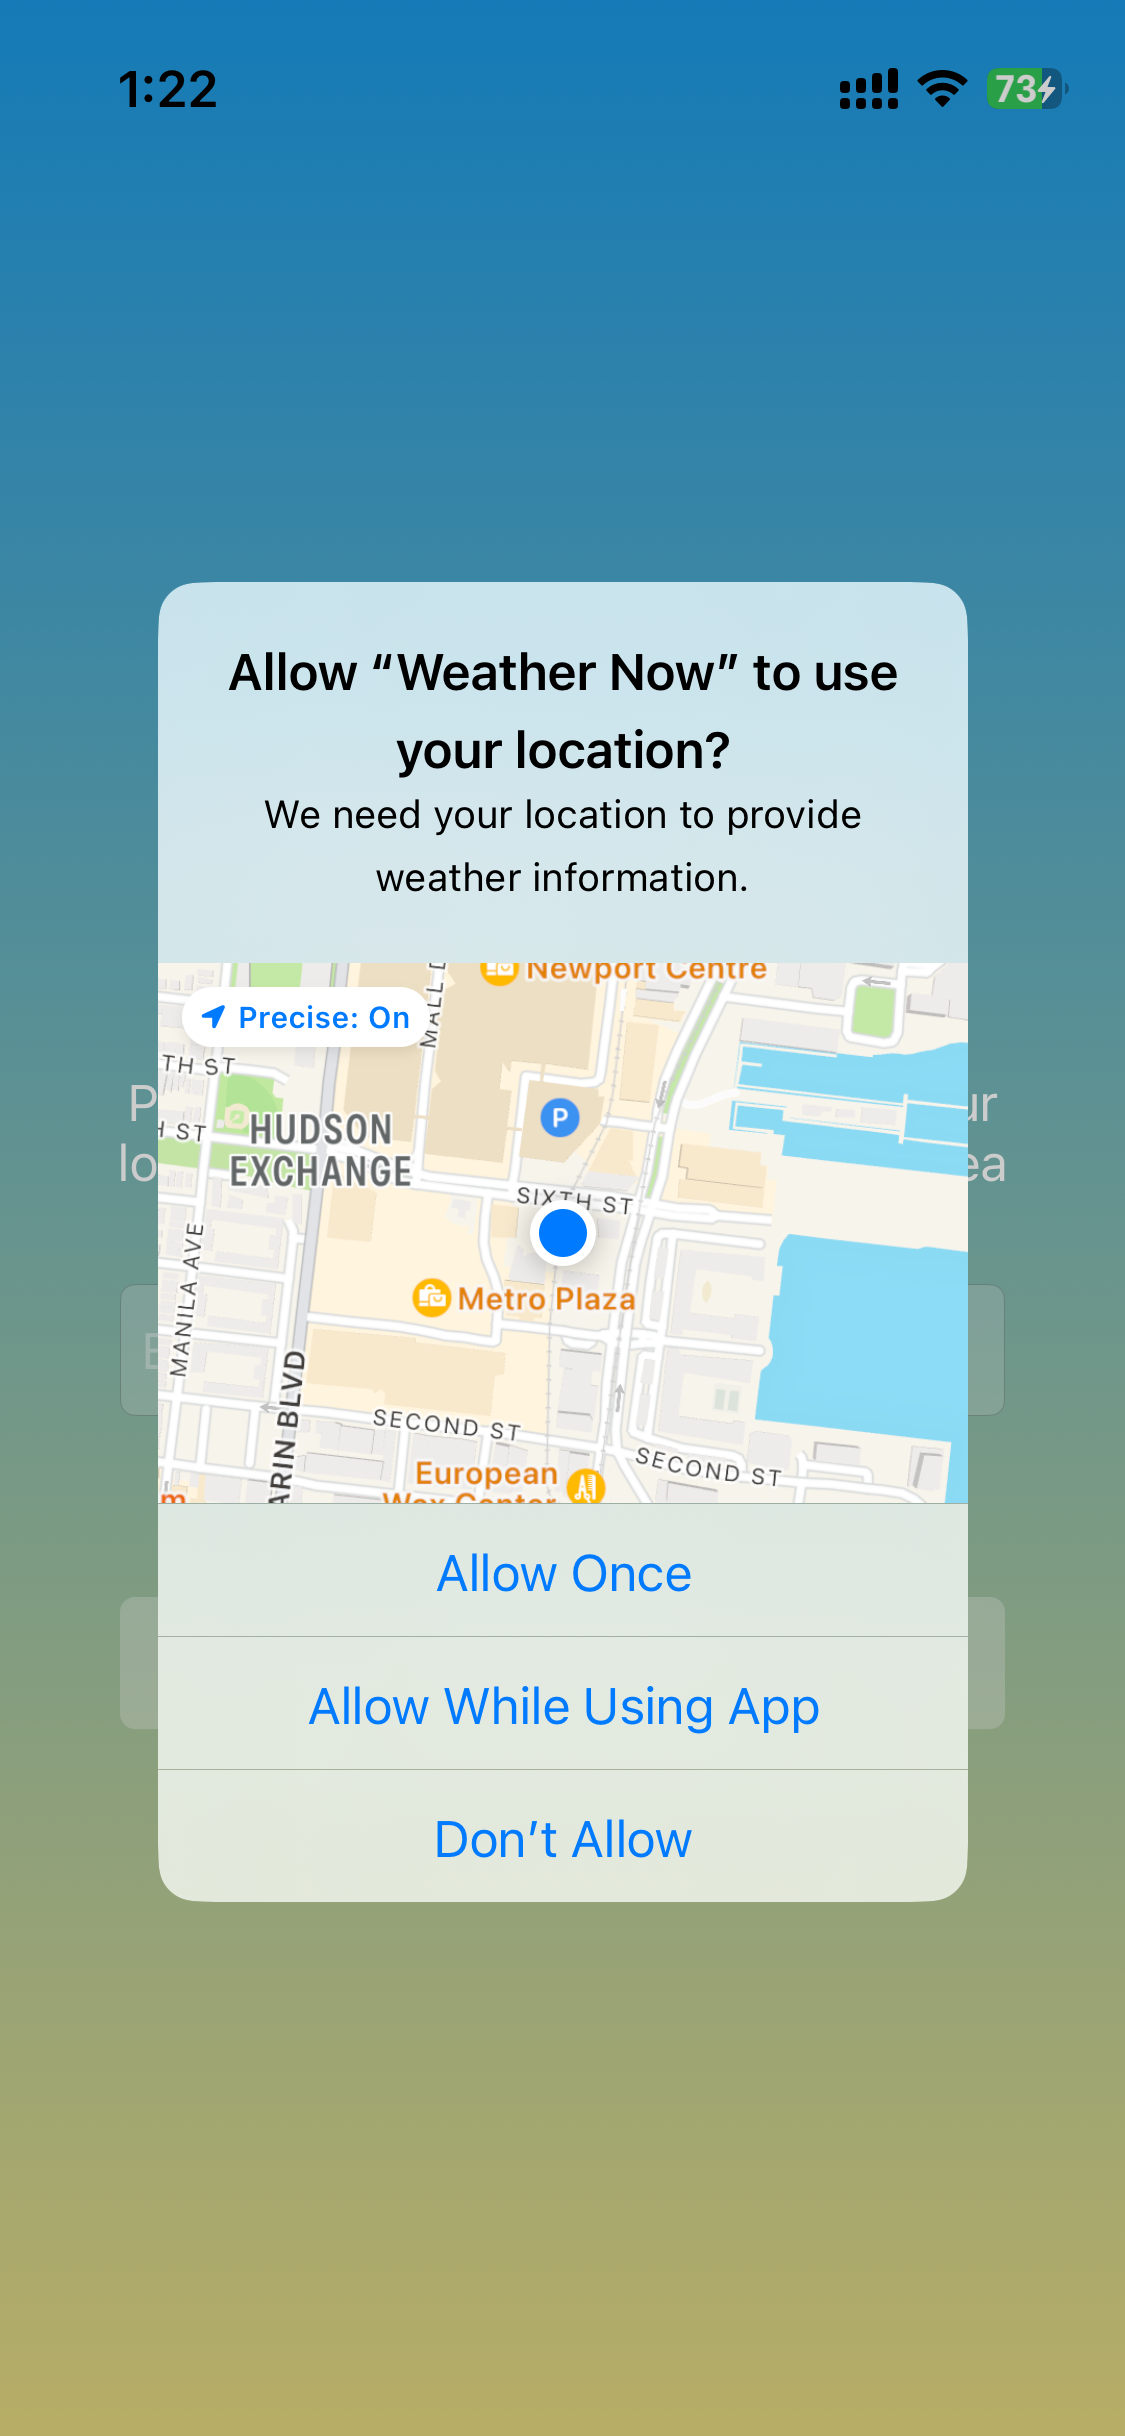 1:22
73
Allow “Weather Now” to use
your location?
We need your location to provide
weather information.
Newport Centre
Precise: On
MALL D
TH ST
P
ur
P
H ST
HUDSON
EXCHANGE
lo
ea
SIXTH ST
MANILA AVE
Metro Plaza
E
ARIN BLVD
SECOND ST
SECOND ST
European
Wax Center
m
Allow Once
Allow While Using App
Don’t Allow